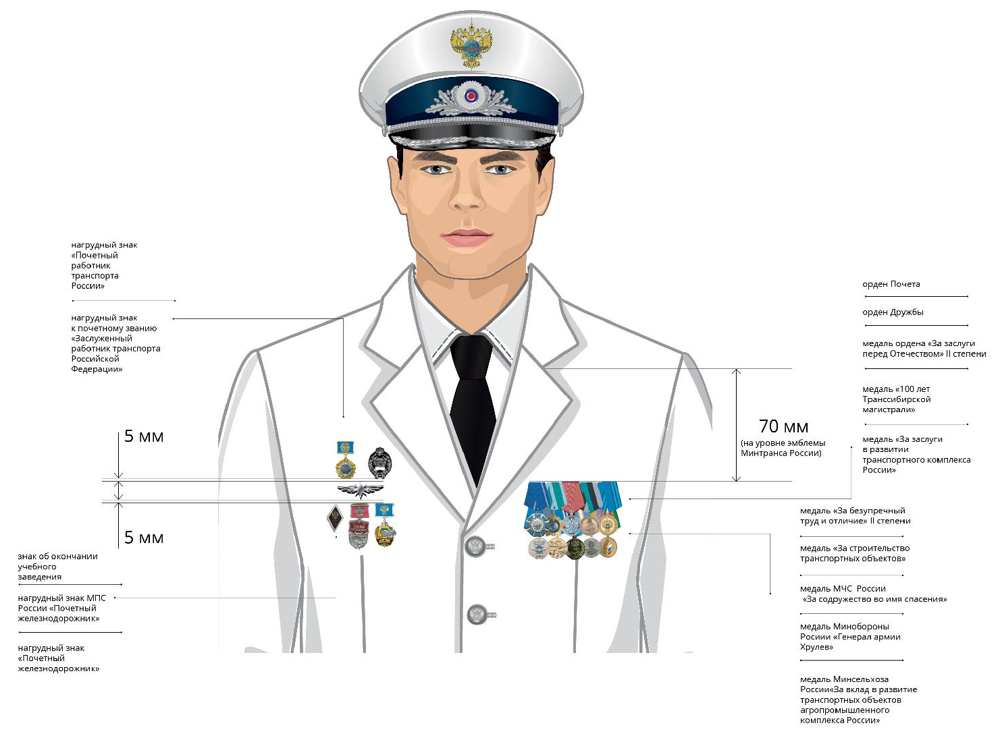 нагрудный знак
«Почетный
работник
транспорта
России»
нагрудный знак
к почетному званию
«Заслуженный
работник транспорта
Российской
Федерации»
5 мм
5 мм
знак об окончании
учебного
заведения
нагрудный знак МПС
России «Почетный
железнодорожник»
нагрудный знак
«Почетный
железнодорожник»
70 мм
(на уровне эмблемы
Минтранса России)
орден Почета
орден Дружбы
медаль ордена «За заслуги
перед Отечеством» II степени
медаль «100 лет
Транссибирской
магистрали»
медаль «За заслуги
в развитии
транспортного комплекса
России»
медаль «За безупречный
труд и отличие» II степени
медаль «За строительство
транспортных объектов»
медаль МЧС России
«За содружество во имя спасения»
медаль Минобороны
Росиии «Генерал армии
Хрулев»
медаль Минсельхоза
России«За вклад в развитие
транспортных объектов
агропромышленного
комплекса России»